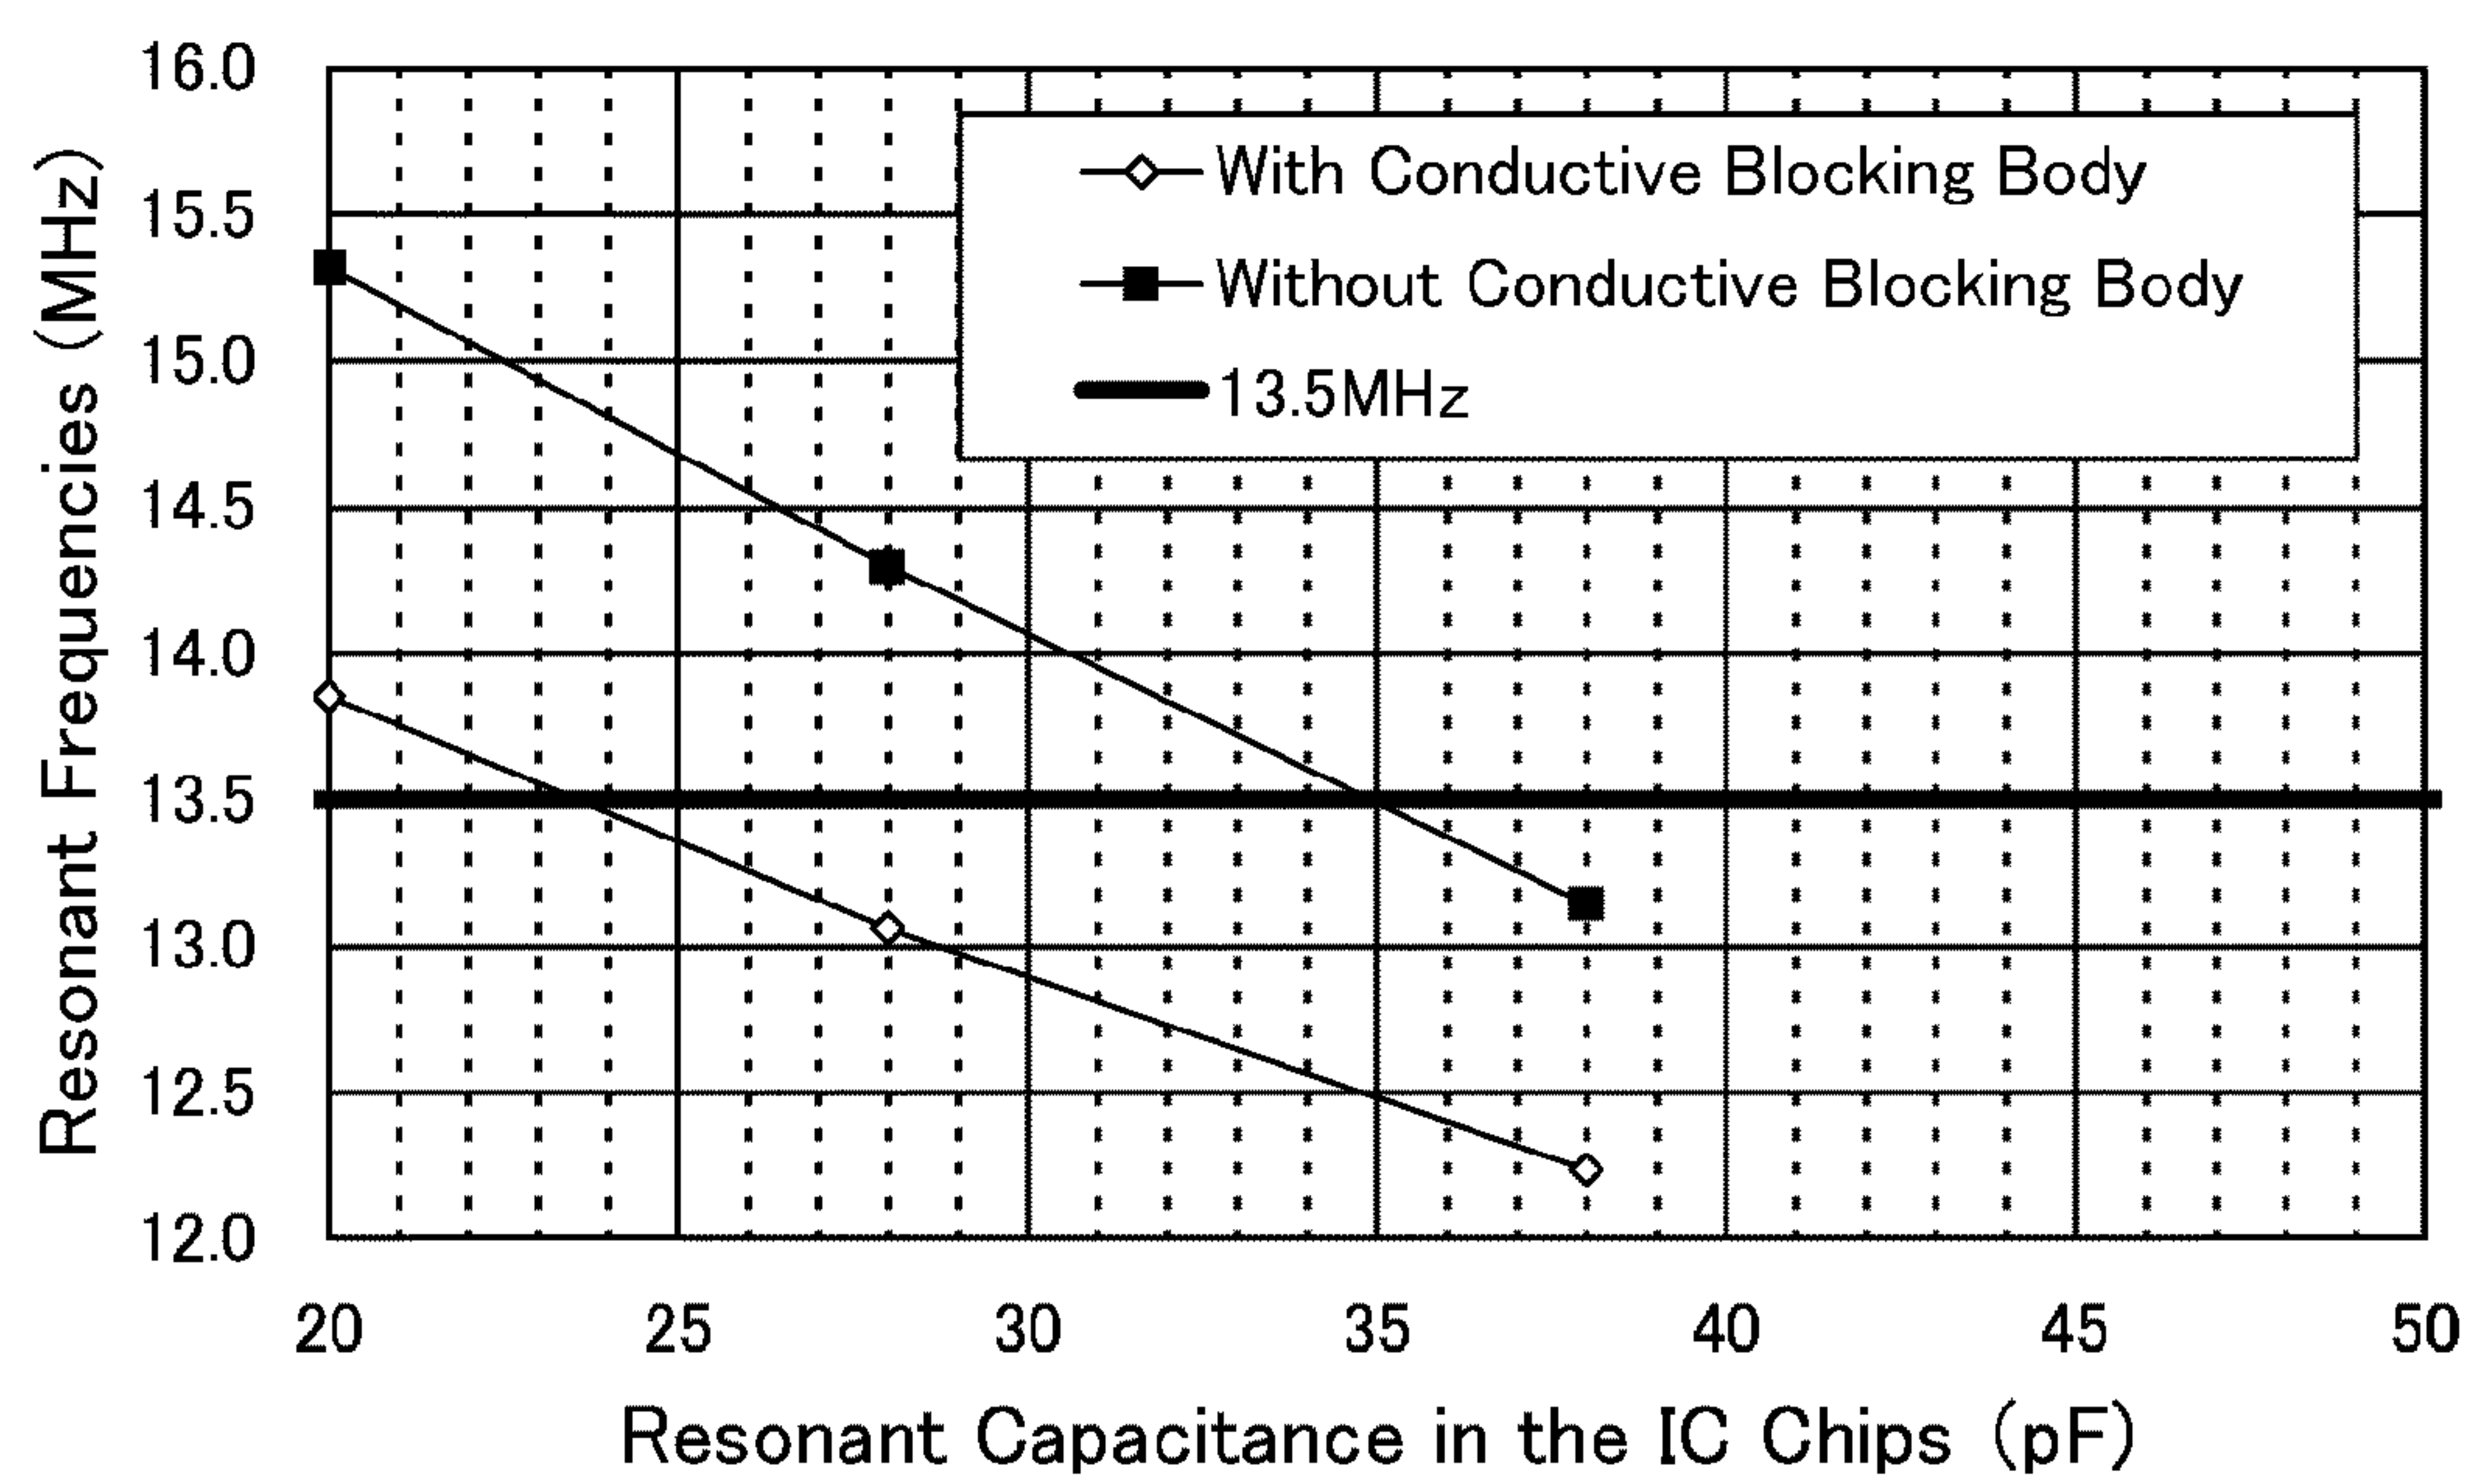 16.0
15.5
15.0
14.5
14.0
13.5
13.0
12.5
12.0
Resonant Frequencies (MHz)
With Conductive Blocking Body
Without Conductive Blocking Body
13.5MHz
20 25 30 35 40 45 50
Resonant Capacitance in the IC Chips (pF)